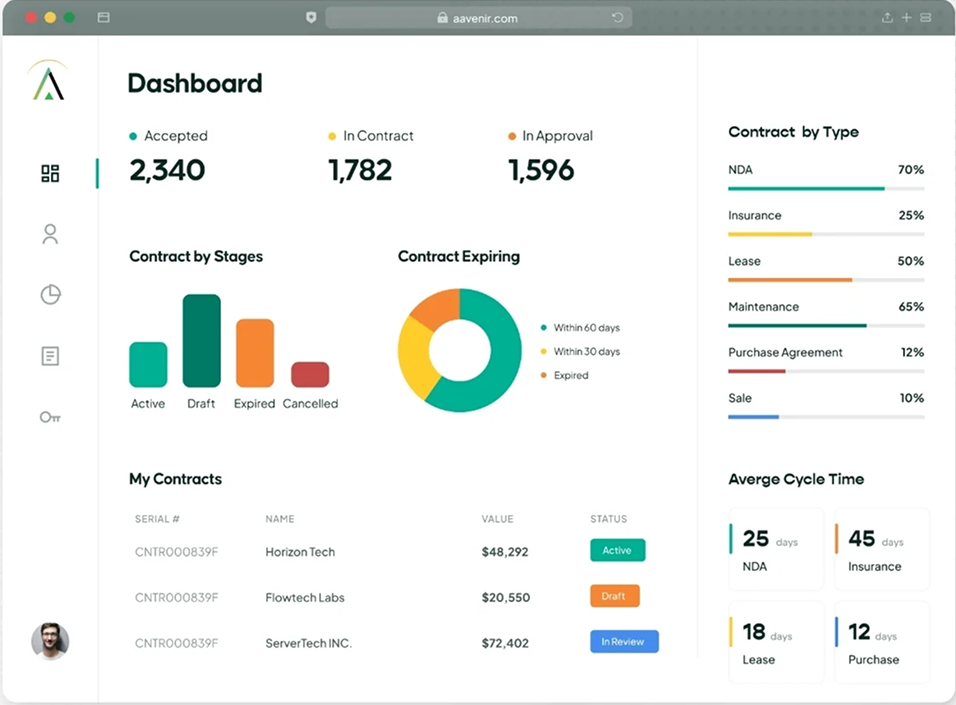 aavenir.com
Dashboard
Accepted
2,340
In Contract
1,782
In Approval
1,596
Contract by Stages
Active
Draft
Expired
Cancelled
Contract Expiring
Within 60 days
Within 30 days
Expired
My Contracts
SERIAL # NAME VALUE STATUS
CNTR000839F Horizon Tech $48,292 Active
CNTR000839F Flowtech Labs $20,550 Draft
CNTR000839F ServerTech INC. $72,402 In Review
Contract by Type
NDA 70%
Insurance 25%
Lease 50%
Maintenance 65%
Purchase Agreement 12%
Sale 10%
Averge Cycle Time
25 days
NDA
45 days
Insurance
18 days
Lease
12 days
Purchase